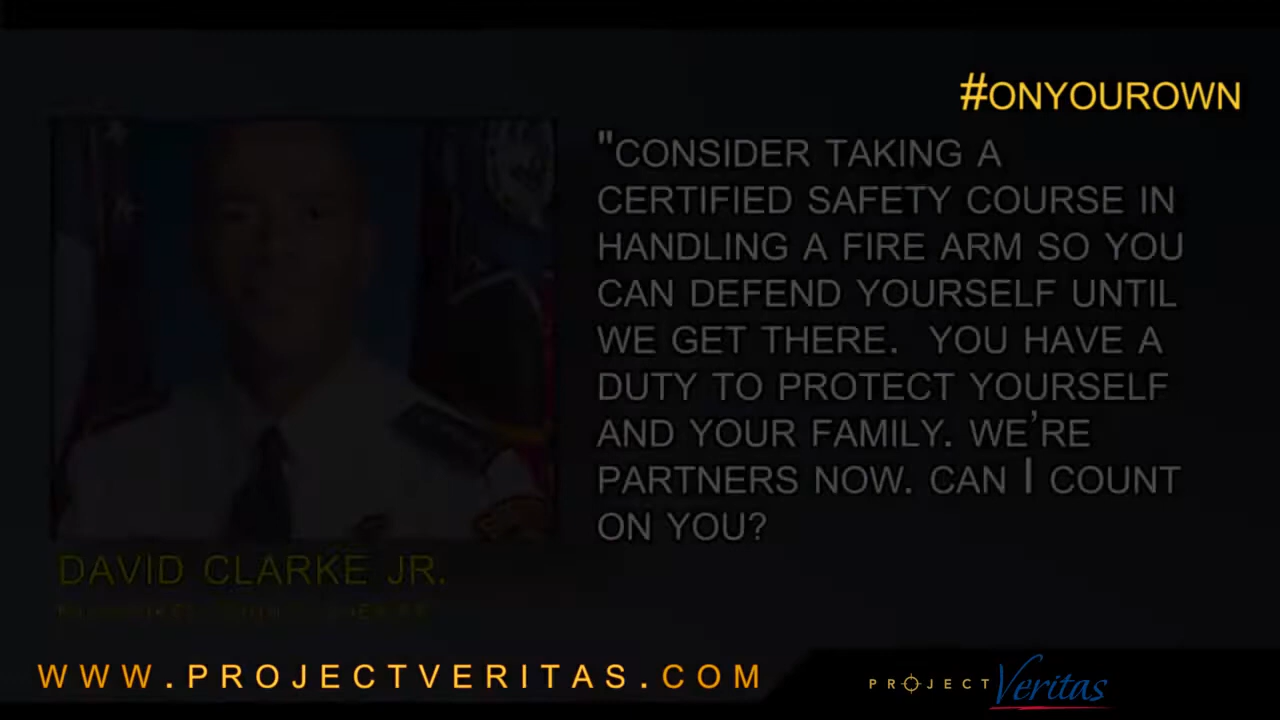 #ONYOUROWN
"CONSIDER TAKING A
CERTIFIED SAFETY COURSE IN
HANDLING A FIRE ARM SO YOU
CAN DEFEND YOURSELF UNTIL
WE GET THERE.  YOU HAVE A
DUTY TO PROTECT YOURSELF
AND YOUR FAMILY. WE'RE
PARTNERS NOW. CAN I COUNT
ON YOU?
DAVID CLARKE JR.
WWW.PROJECTVERITAS.COM
PROJECT Veritas